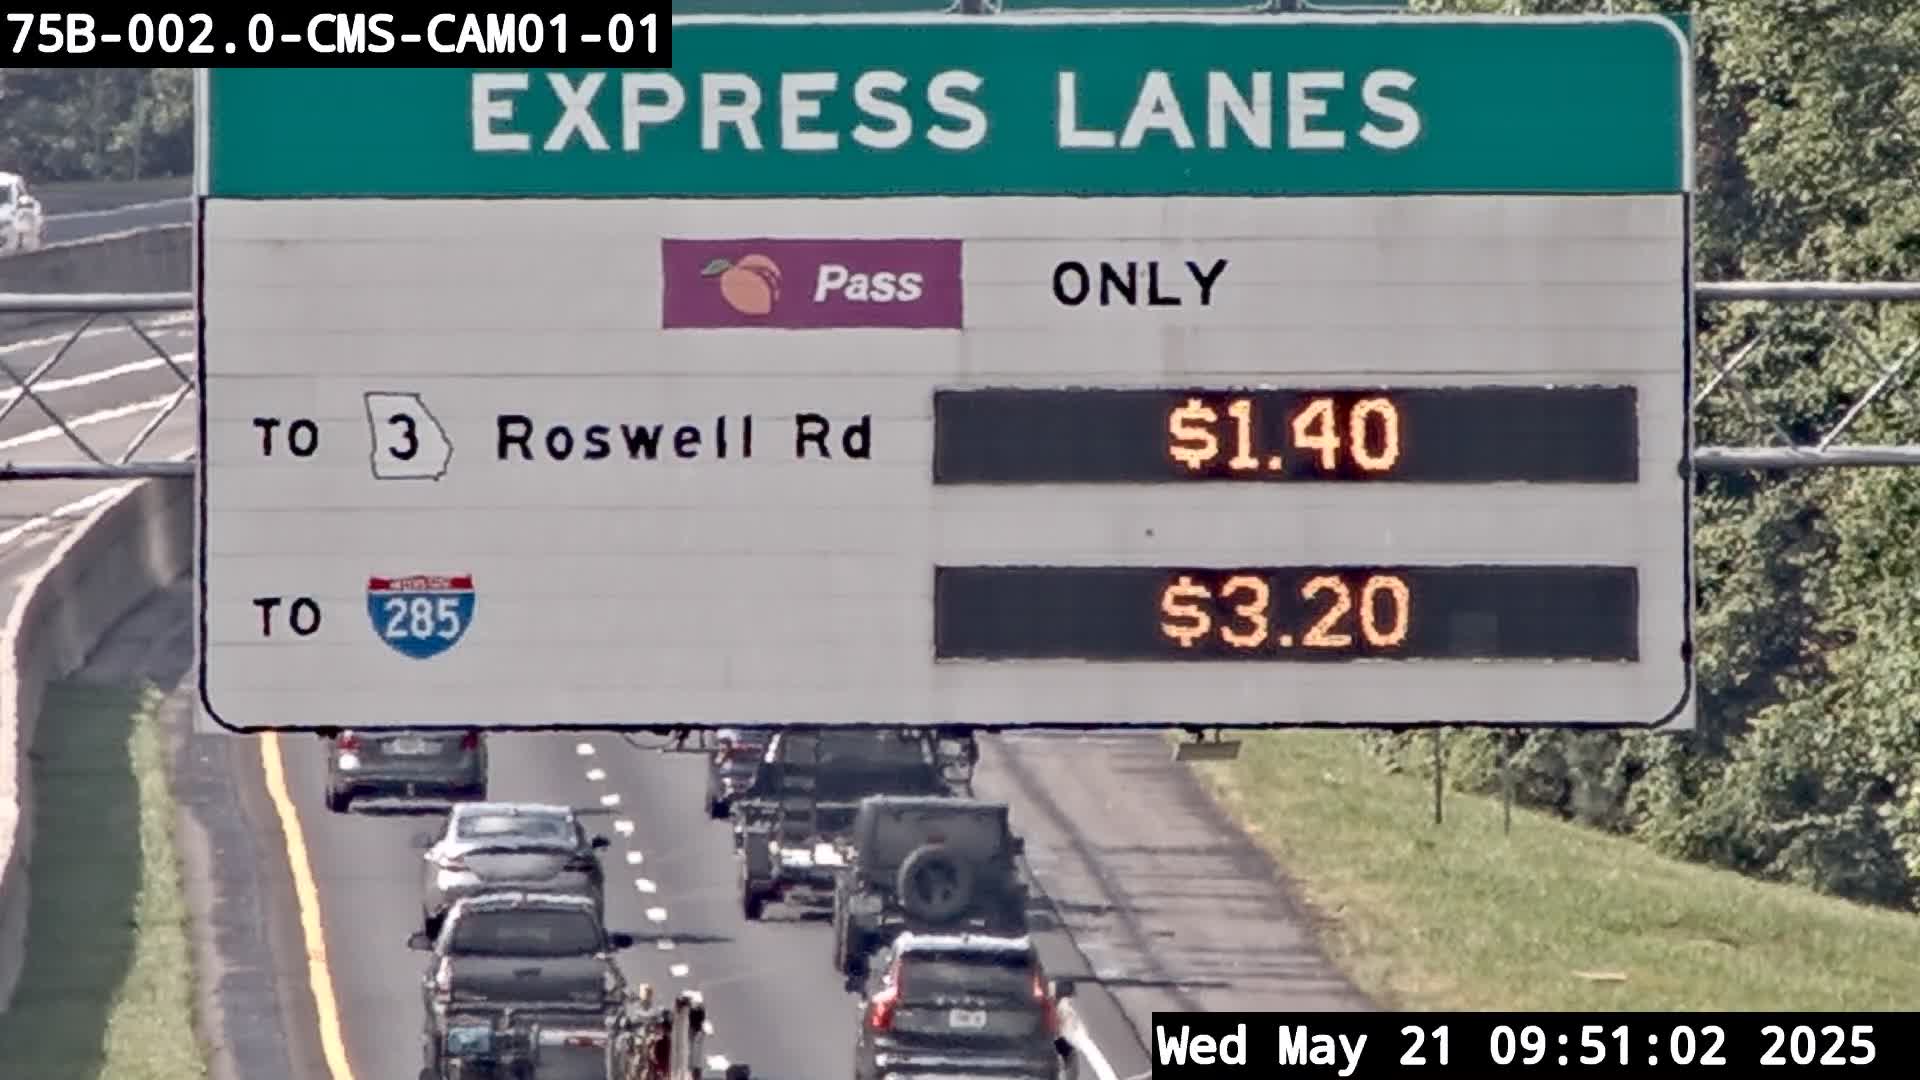 75B-002.0-CMS-CAM01-01
EXPRESS LANES
Pass ONLY
TO 3 Roswell Rd $1.40
TO 285 $3.20
Wed May 21 09:51:02 2025